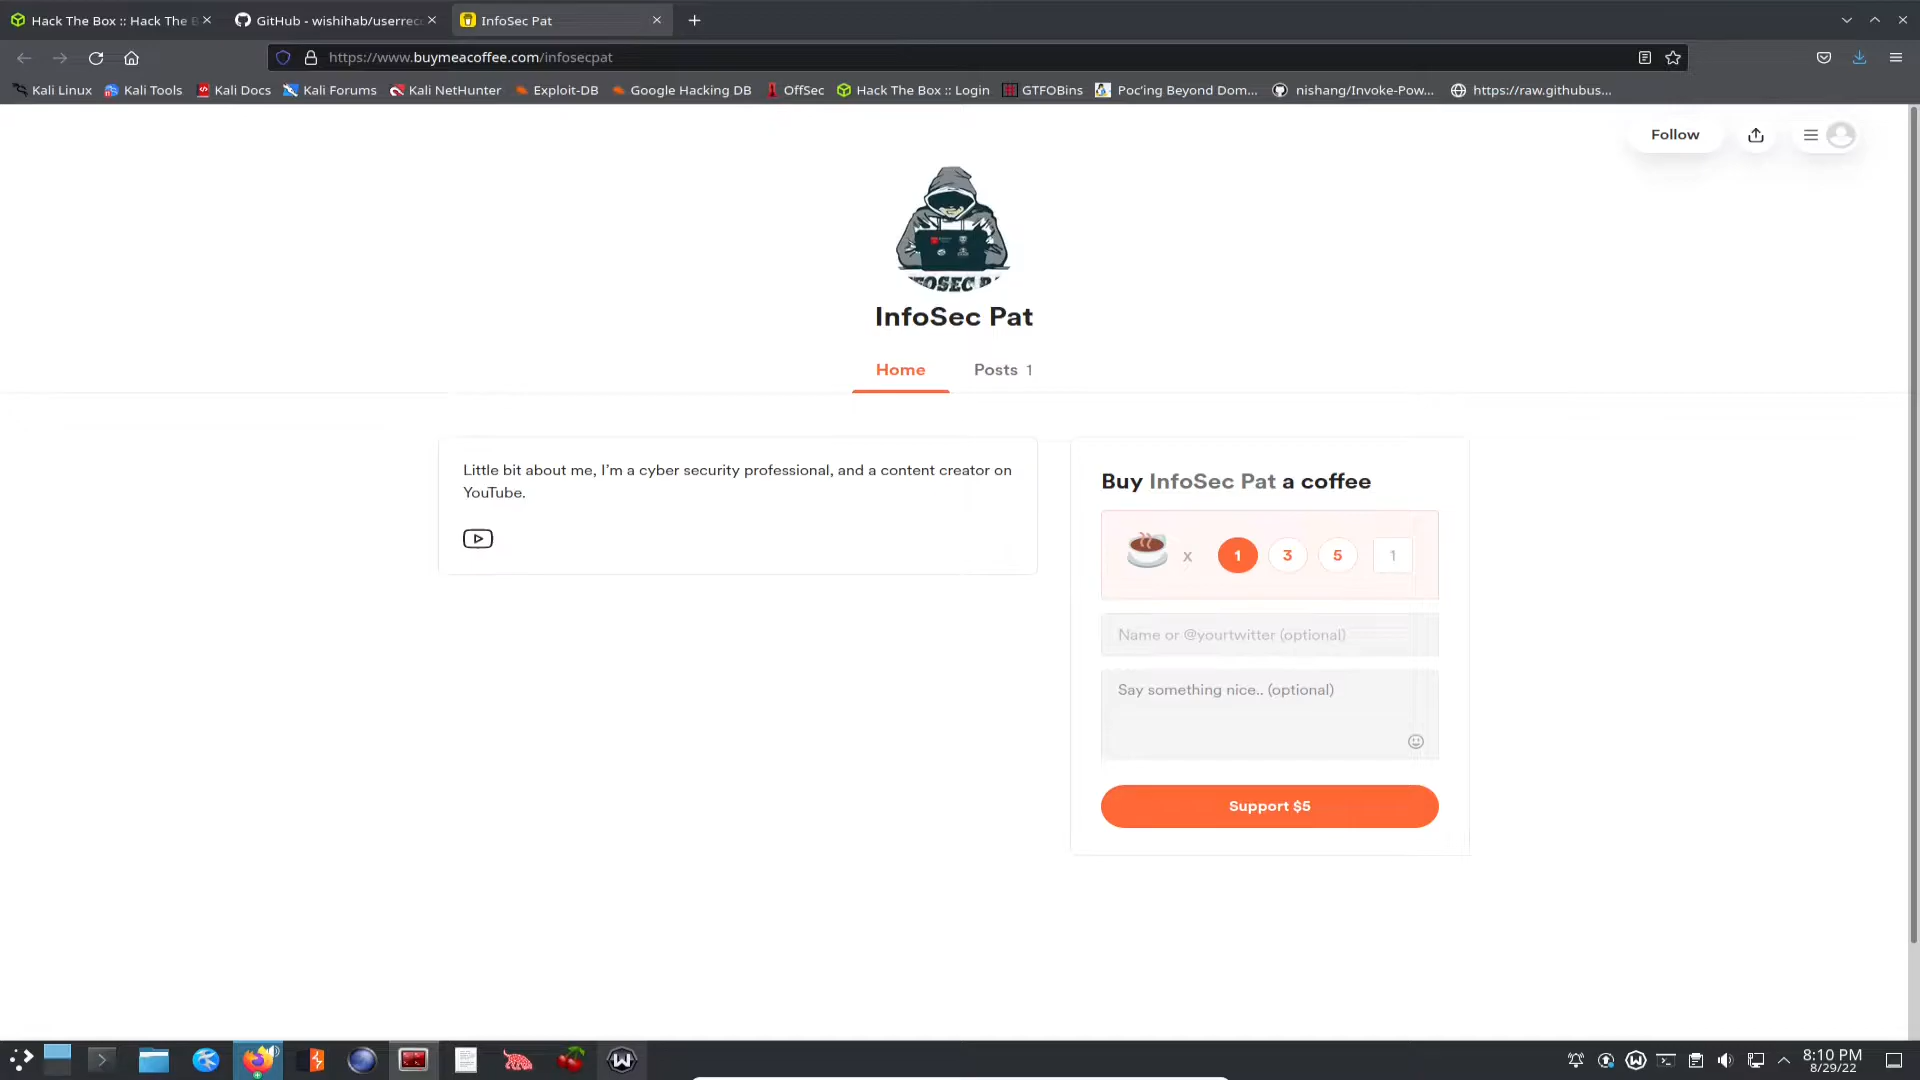 Hack The Box :: Hack The B
GitHub - wishihab/userrec
InfoSec Pat
https://www.buymeacoffee.com/infosecpat
Kali Linux
Kali Tools
Kali Docs
Kali Forums
Kali NetHunter
Exploit-DB
Google Hacking DB
OffSec
Hack The Box :: Login
GTFOBins
Poc'ing Beyond Dom...
nishang/Invoke-Pow...
https://raw.githubus...
Follow
InfoSec Pat
Home
Posts 1
Little bit about me, I'm a cyber security professional, and a content creator on
YouTube.
Buy InfoSec Pat a coffee
x 1 3 5 1
Name or @yourtwitter (optional)
Say something nice.. (optional)
Support $5
8:10 PM
8/29/22